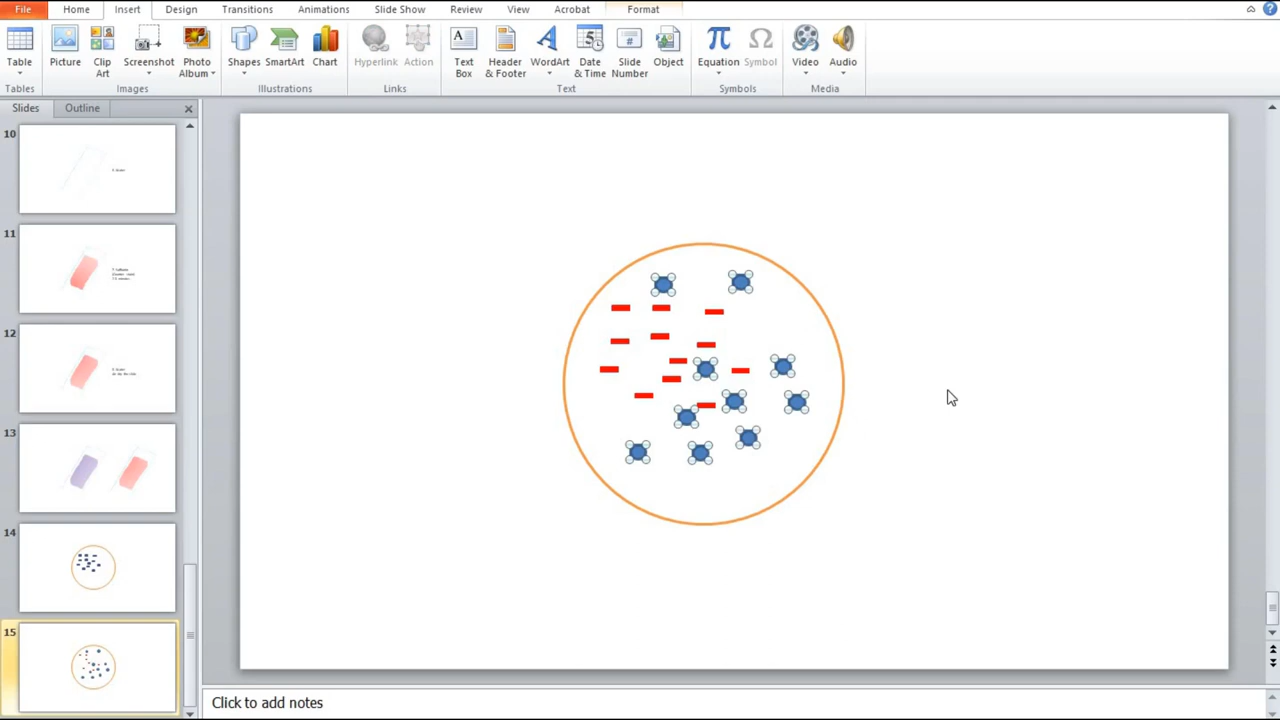 File Home Insert Design Transitions Animations Slide Show Review View Acrobat Format
Table
Picture
Clip
Art
Screenshot
Photo
Album
Shapes
SmartArt
Chart
Hyperlink
Action
Text
Box
Header
& Footer
WordArt
Date
& Time
Slide
Number
Object
Equation
Symbol
Video
Audio
Tables Images Illustrations Links Text Symbols Media
Slides Outline
10
11
12
13
14
15
Click to add notes